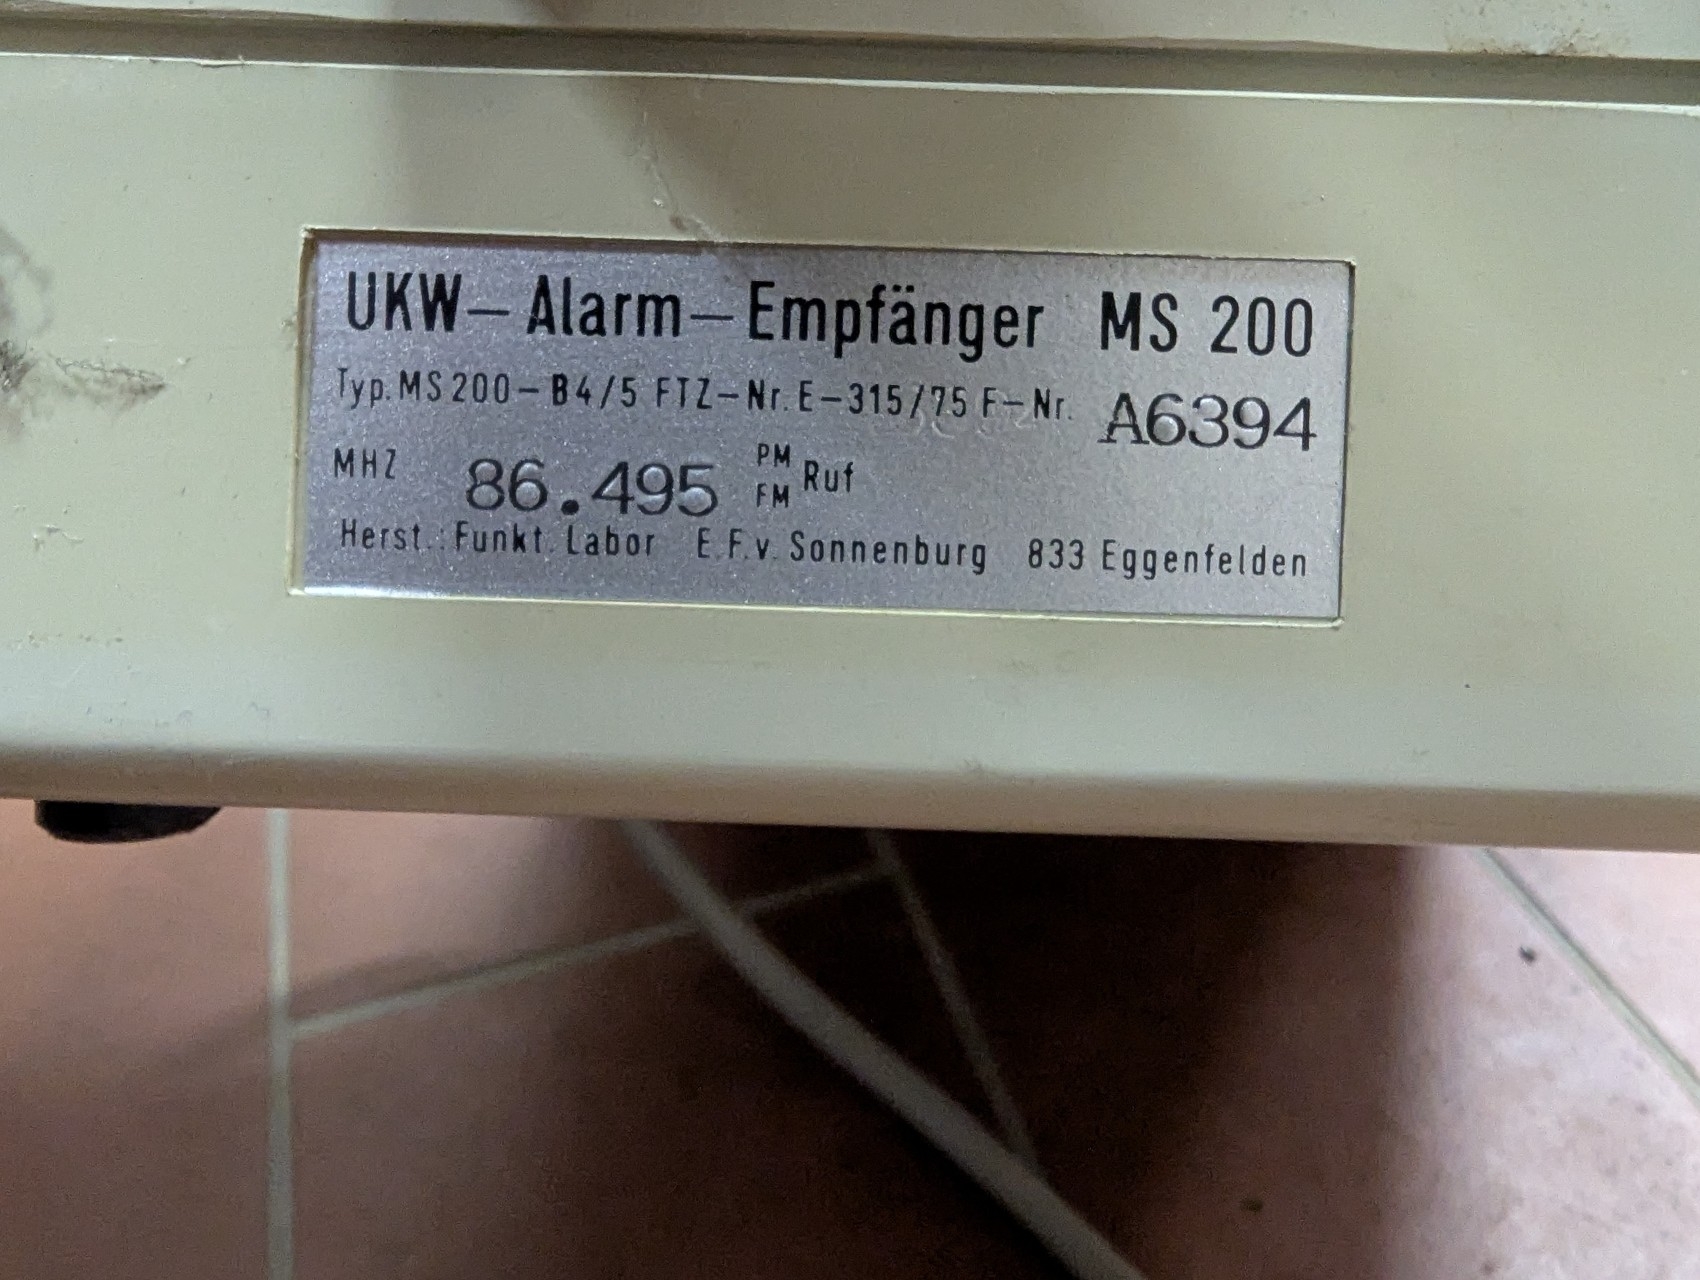 UKW–Alarm–Empfänger MS 200
Typ. MS 200–B4/5 FTZ–Nr. E–315/75 F–Nr. A6394
MHZ 86.495 PM FM Ruf
Herst.: Funkt. Labor E.F.v. Sonnenburg 833 Eggenfelden